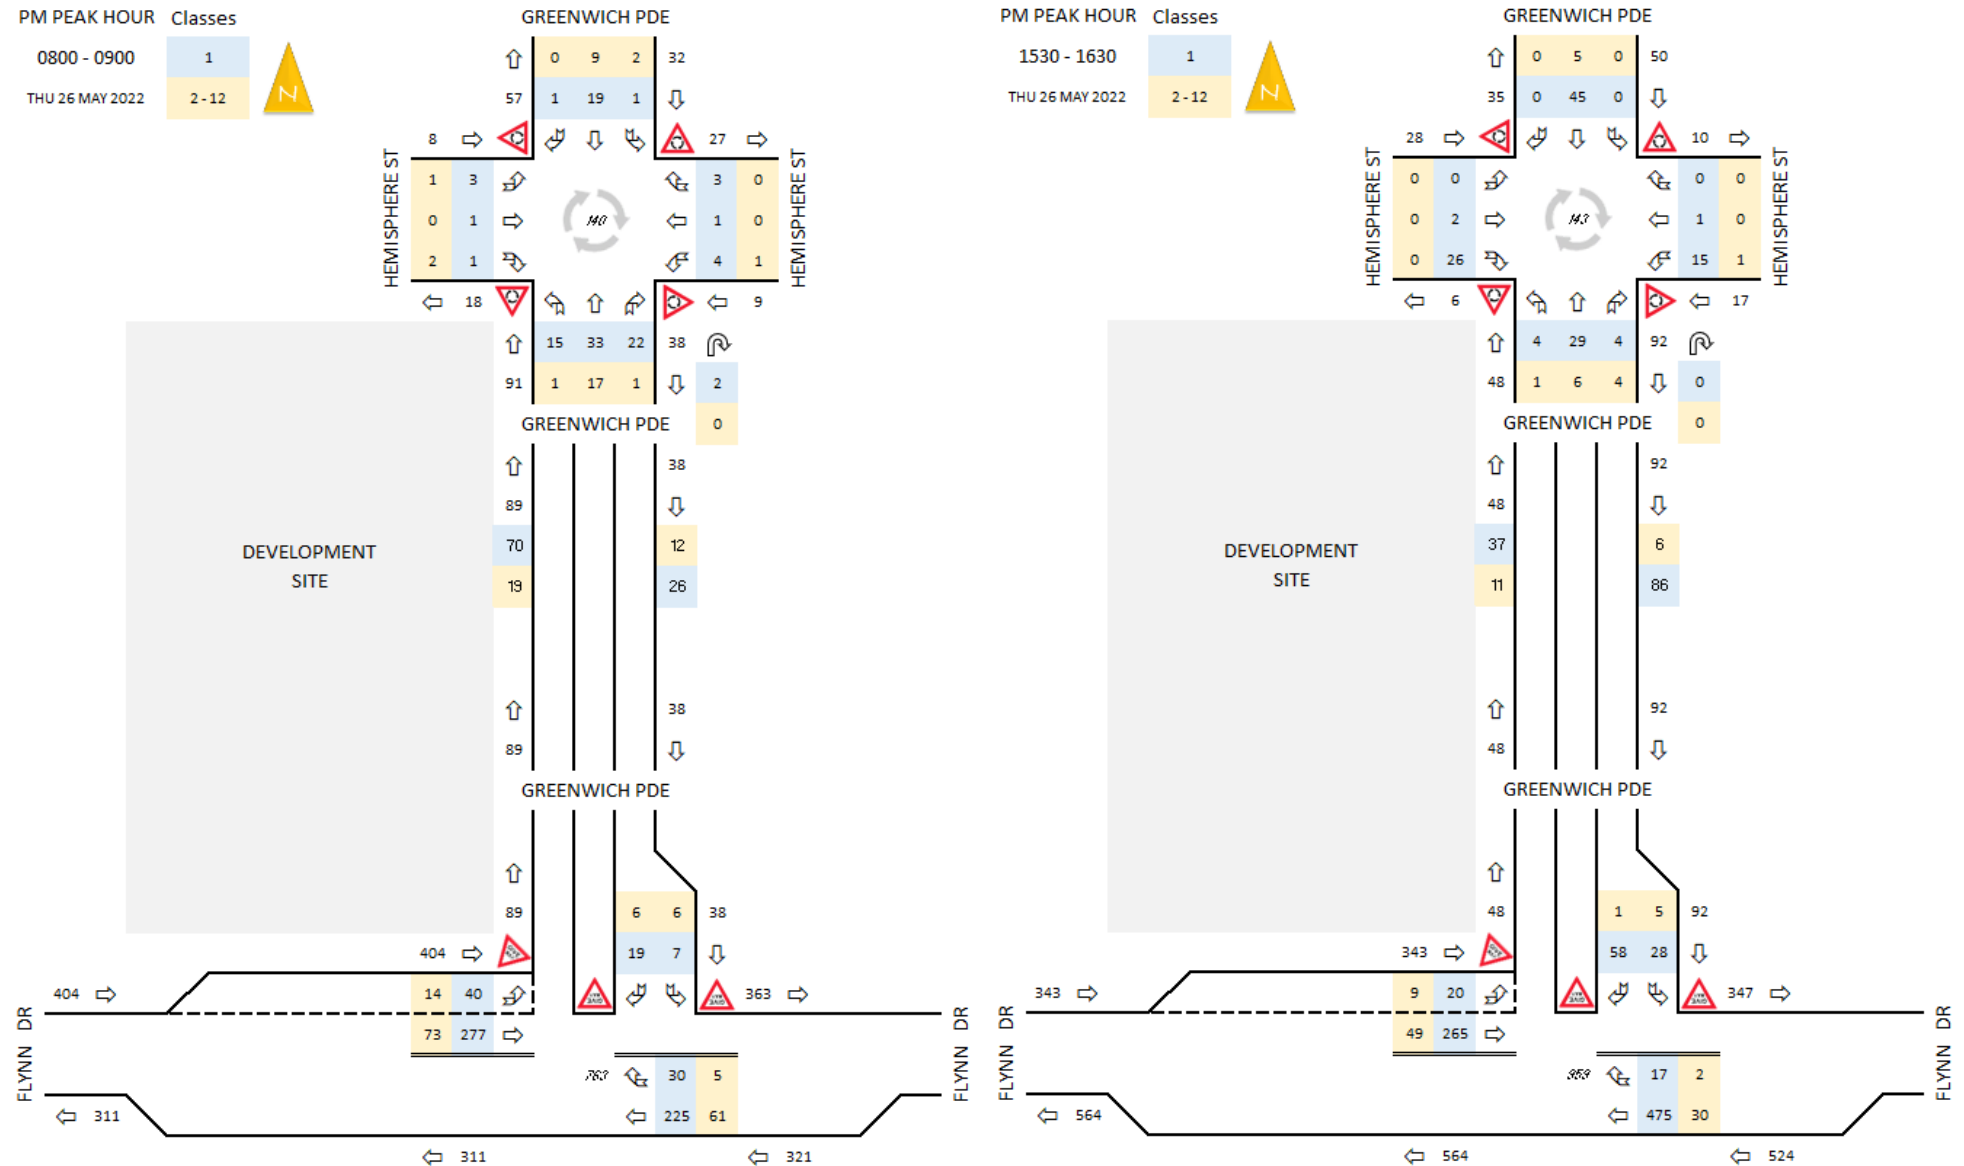 PM PEAK HOUR Classes
GREENWICH PDE
0800 - 0900 1
0 9 2 32
THU 26 MAY 2022 2 - 12
N
57 1 19 1
8 27
HEMISPHERE ST
1 3 3 0
0 1 140 1 0
2 1 4 1
HEMISPHERE ST
18 9
15 33 22 38
91 1 17 1 2
GREENWICH PDE 0
38
89
70 12
DEVELOPMENT
SITE
19 26
38
89
GREENWICH PDE
89 6 6 38
404 19 7
404 14 40 363
FLYNN DR
73 277
FLYNN DR
763 30 5
311 225 61
311 321
PM PEAK HOUR Classes
GREENWICH PDE
1530 - 1630 1
0 5 0 50
THU 26 MAY 2022 2 - 12
N
35 0 45 0
28 10
HEMISPHERE ST
0 0 0 0
0 2 143 1 0
0 26 15 1
HEMISPHERE ST
6 17
4 29 4 92
48 1 6 4 0
GREENWICH PDE 0
92
48
37 6
DEVELOPMENT
SITE
11 86
92
48
GREENWICH PDE
48 1 5 92
343 58 28
343 9 20 347
FLYNN DR
49 265
FLYNN DR
959 17 2
564 475 30
564 524